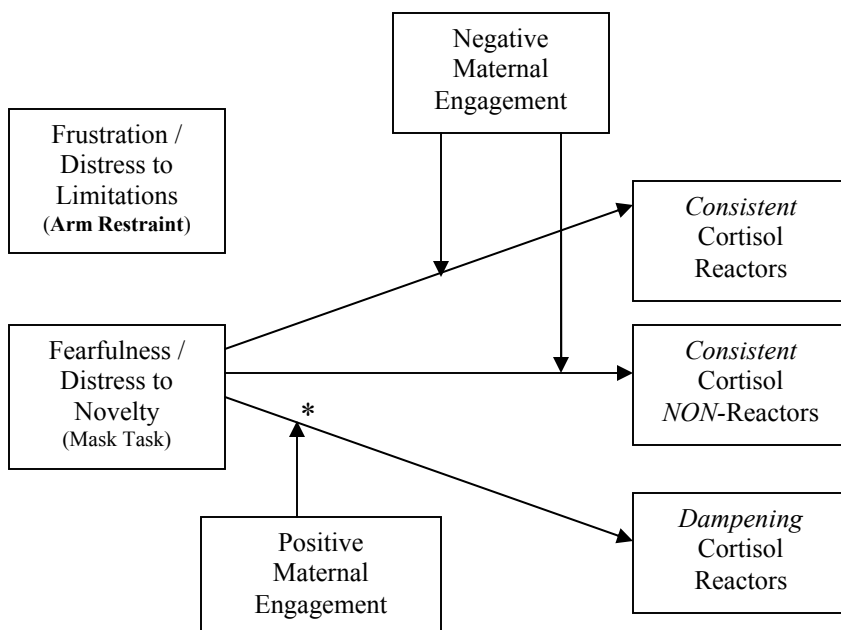 Negative
Maternal
Engagement
Frustration /
Distress to
Limitations
(Arm Restraint)
Consistent
Cortisol
Reactors
Fearfulness /
Distress to
Novelty
(Mask Task)
*
Consistent
Cortisol
NON-Reactors
Positive
Maternal
Engagement
Dampening
Cortisol
Reactors